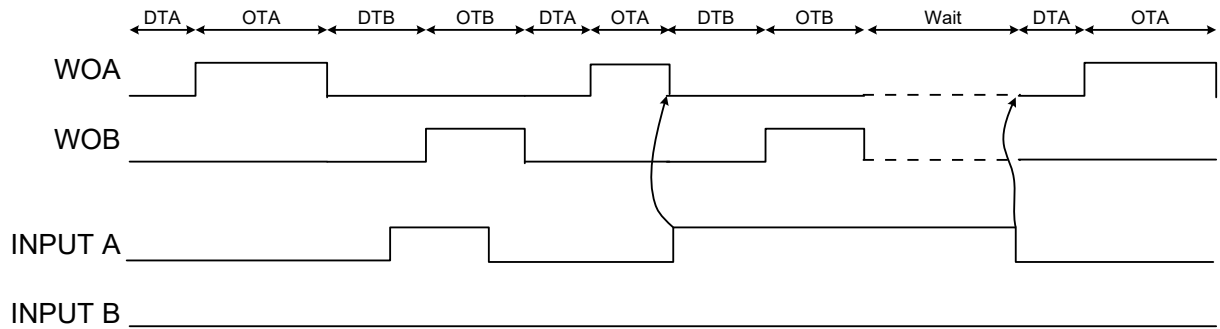 DTA OTA DTB OTB DTA OTA DTB OTB Wait DTA OTA
WOA
WOB
INPUT A
INPUT B